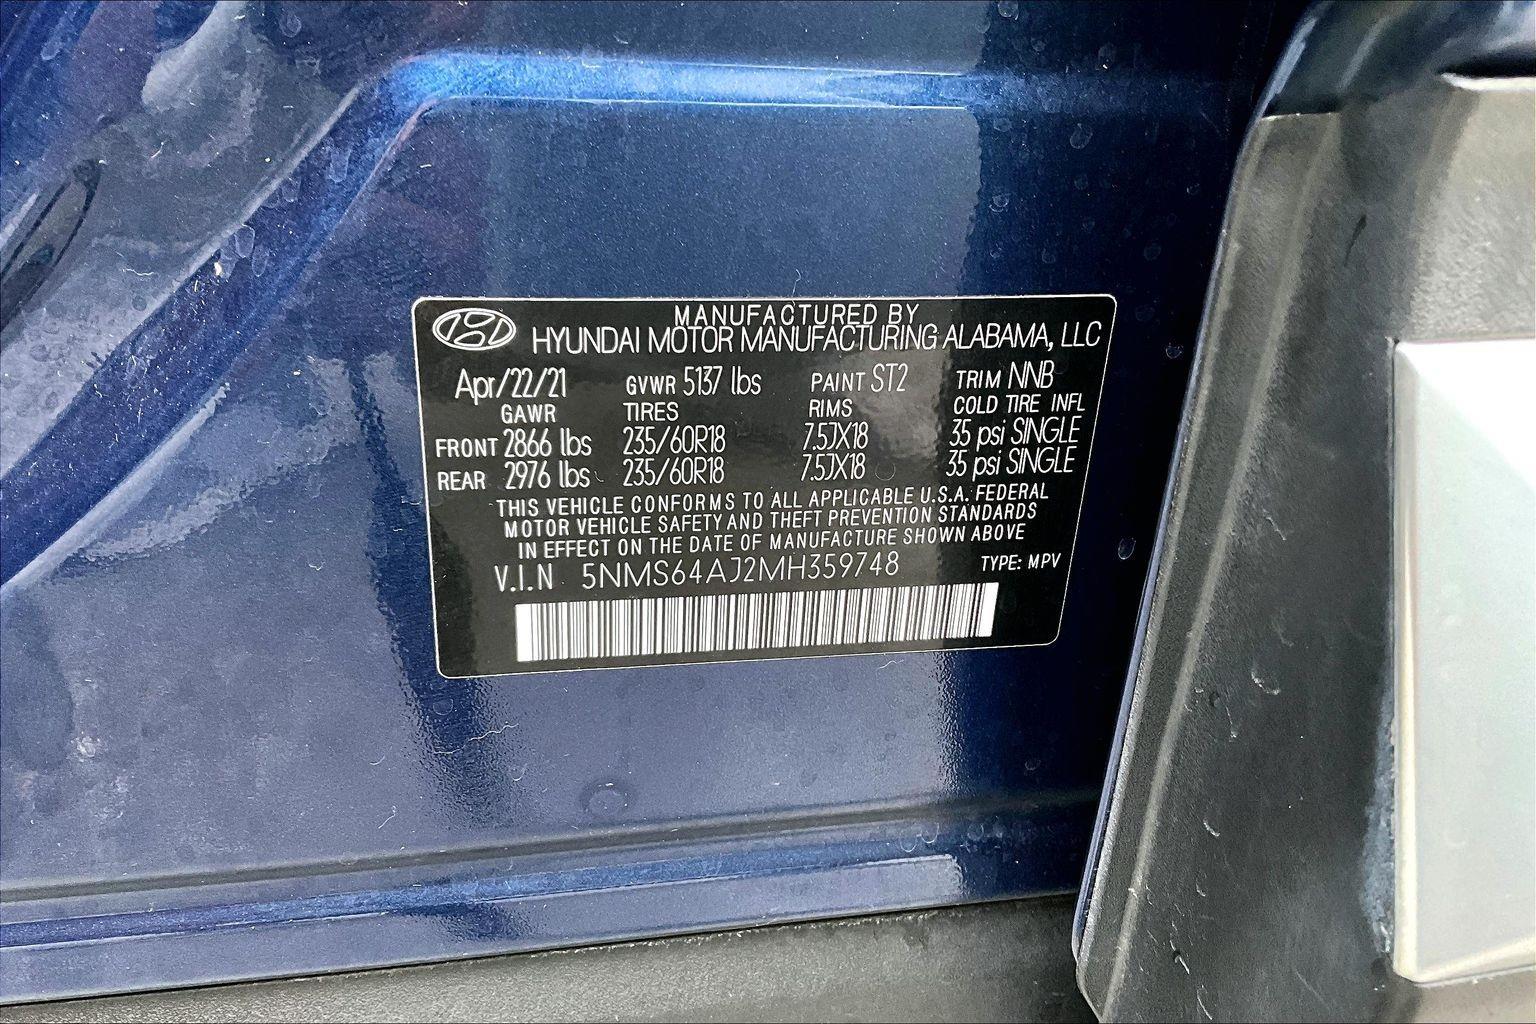 MANUFACTURED BY
HYUNDAI MOTOR MANUFACTURING ALABAMA, LLC
Apr/22/21 GVWR 5137 lbs PAINT ST2 TRIM NNB
GAWR TIRES RIMS COLD TIRE INFL
FRONT 2866 lbs 235/60R18 7.5JX18 35 psi SINGLE
REAR 2976 lbs 235/60R18 7.5JX18 35 psi SINGLE
THIS VEHICLE CONFORMS TO ALL APPLICABLE U.S.A. FEDERAL
MOTOR VEHICLE SAFETY AND THEFT PREVENTION STANDARDS
IN EFFECT ON THE DATE OF MANUFACTURE SHOWN ABOVE
V.I.N 5NMS64AJ2MH359748 TYPE: MPV